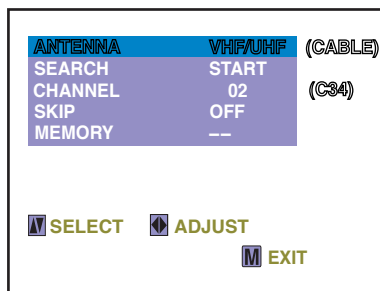 ANTENNA VHF/UHF (CABLE)
SEARCH START
CHANNEL 02 (C34)
SKIP OFF
MEMORY ––
SELECT ADJUST
M EXIT